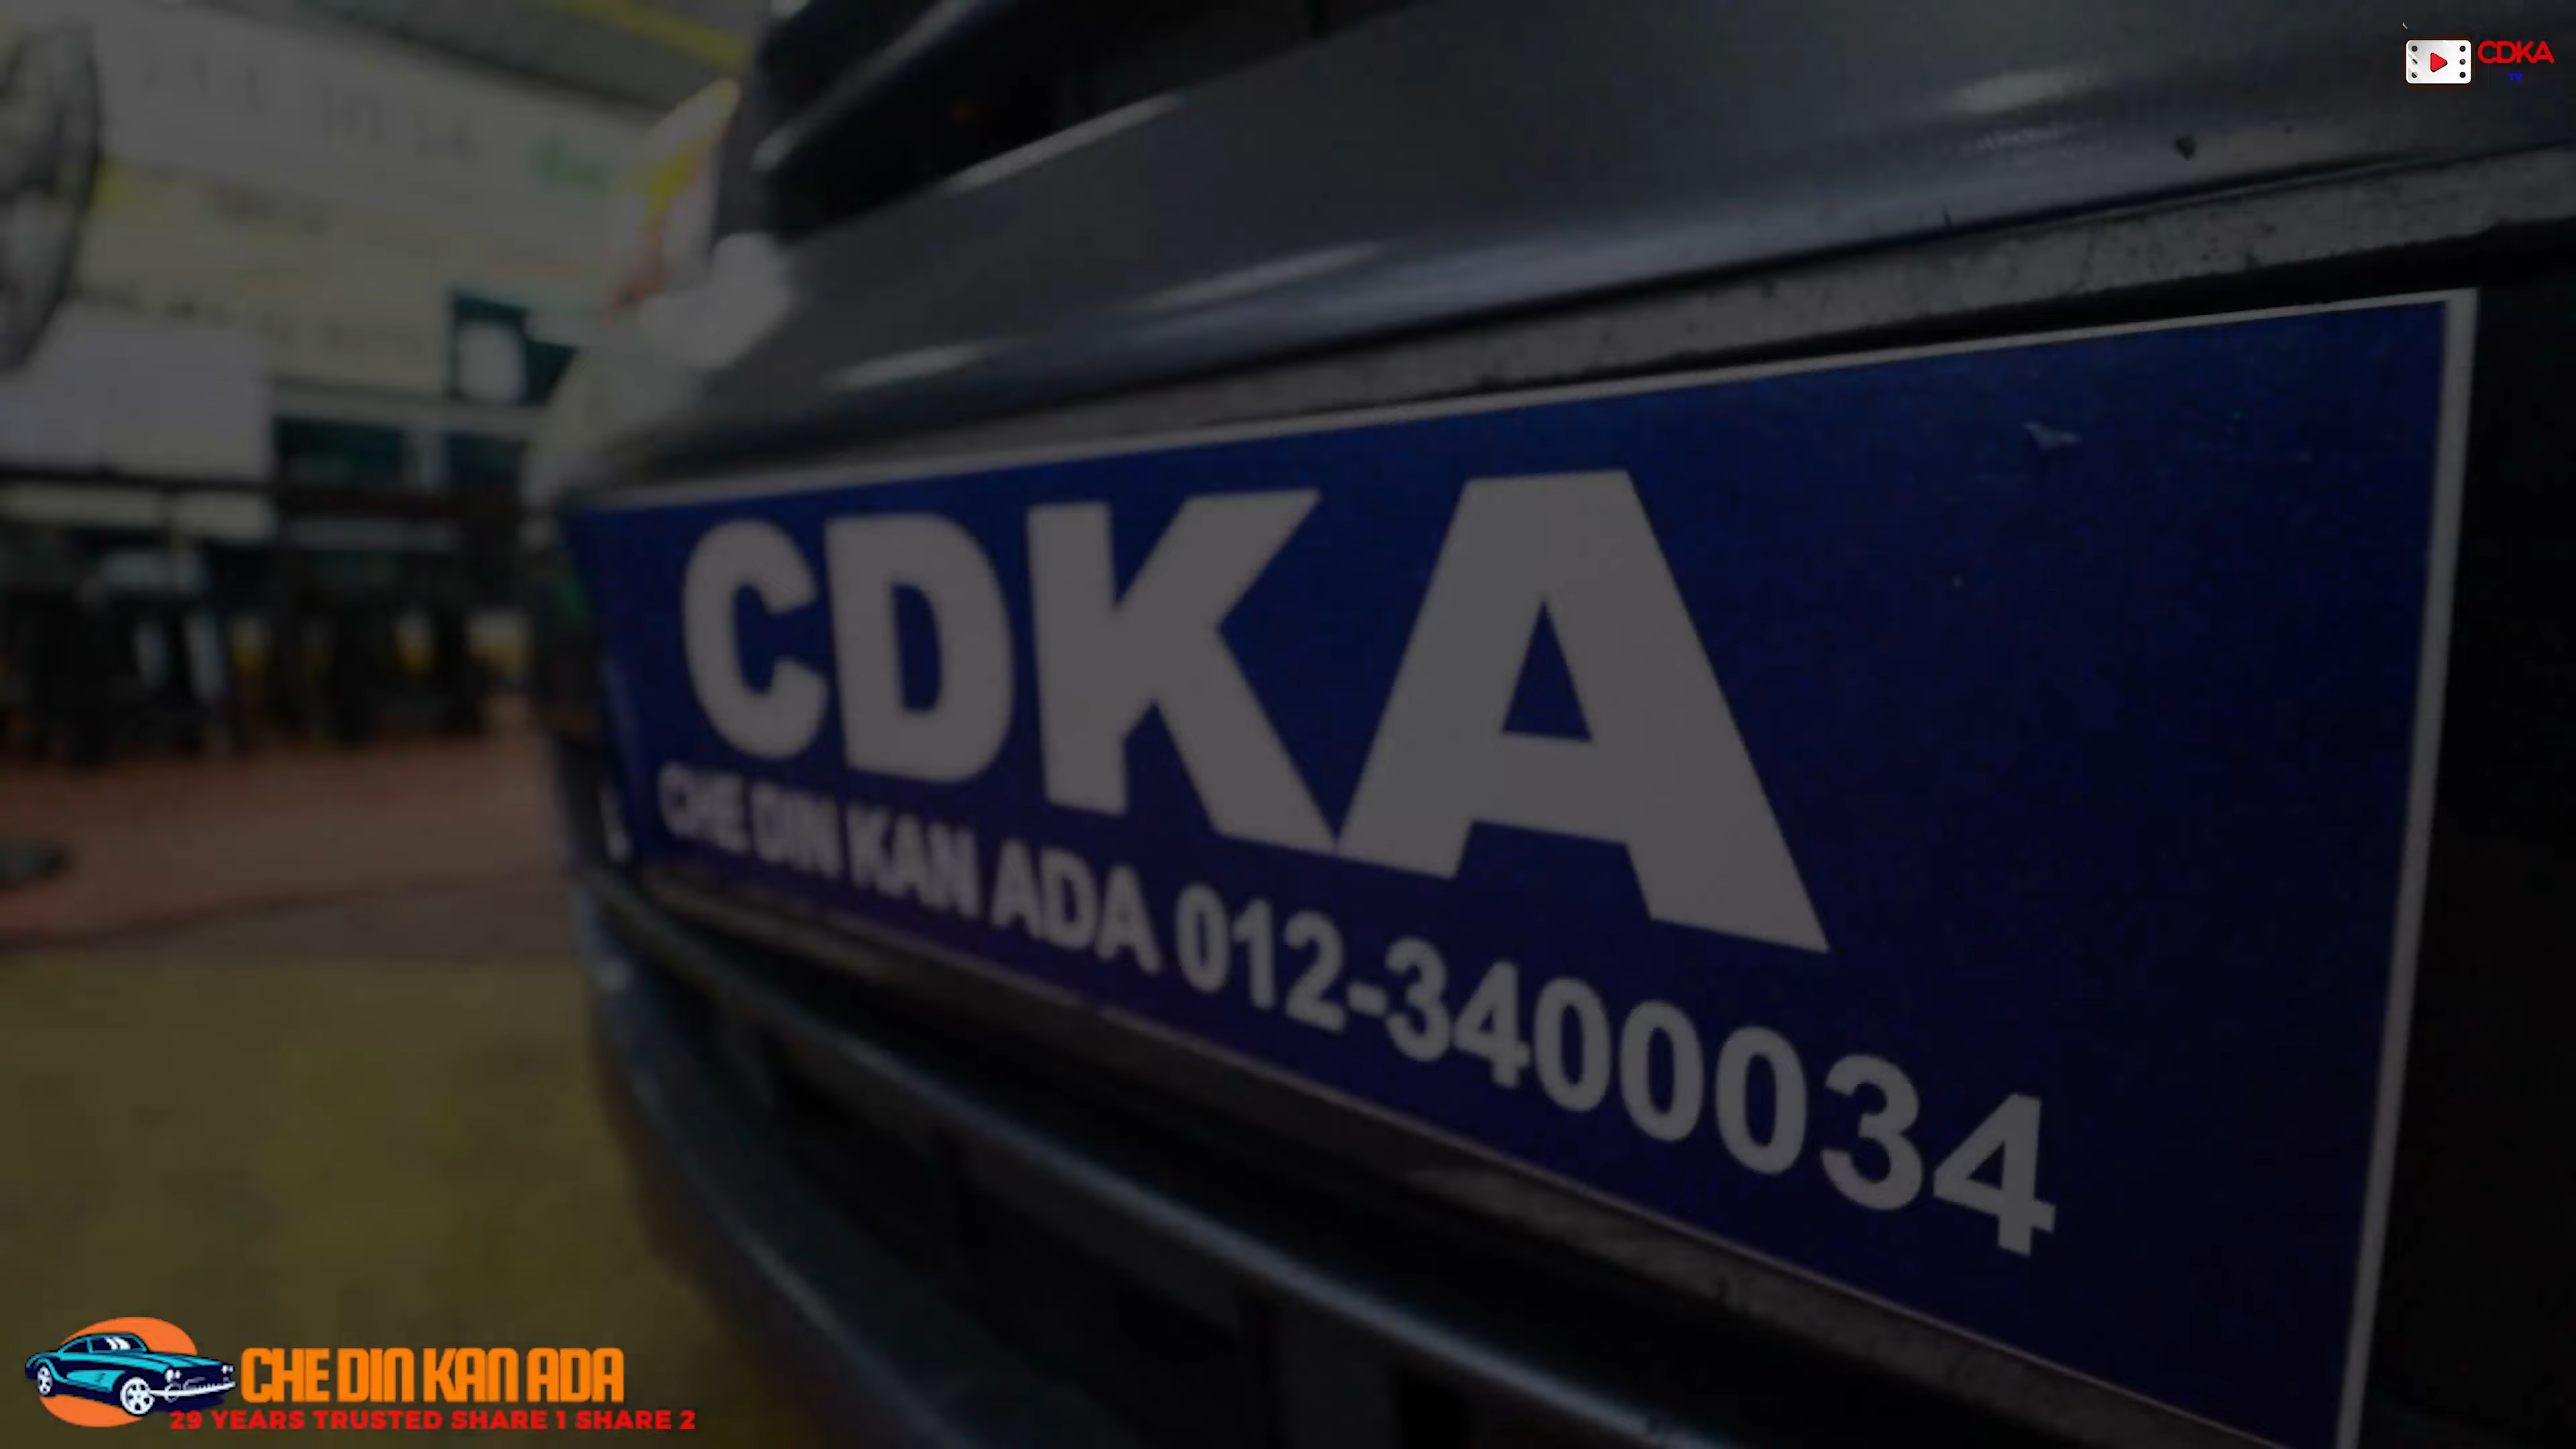 CDKA
TV
CDKA
CHE DIN KAN ADA 012-3400034
CHE DIN KAN ADA
29 YEARS TRUSTED SHARE 1 SHARE 2